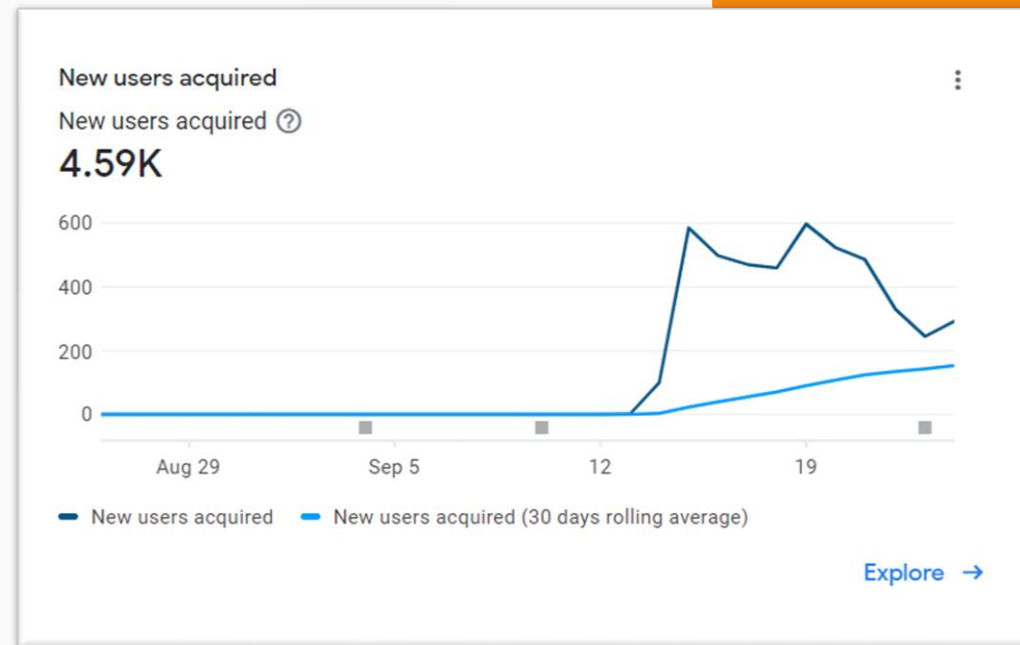 New users acquired
New users acquired ?
4.59K
600
400
200
0
Aug 29 Sep 5 12 19
New users acquired New users acquired (30 days rolling average)
Explore →